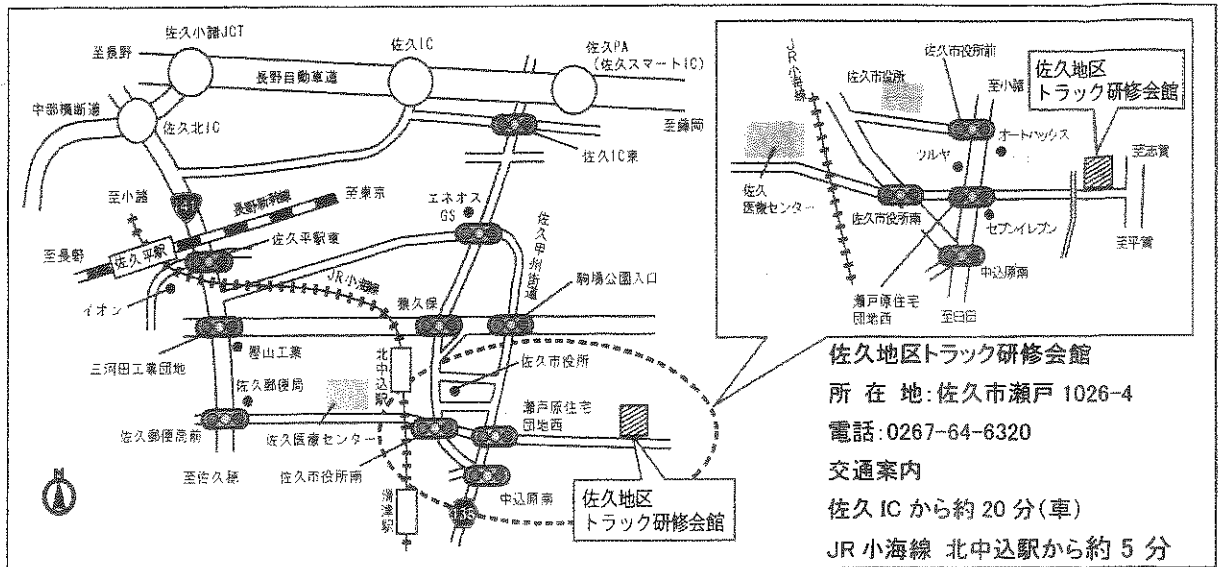 佐久小諸JCT
佐久IC
佐久PA
(佐久スマートIC)
至長野
長野自動車道
中部横断道
佐久北IC
至藤岡
佐久IC東
至小諸
長野新幹線
至東京
エネオス
GS
佐久甲州街道
至長野
佐久平駅
佐久平駅東
JR小海線
イオン
猿久保
駒場公園入口
三河田工業団地
樫山工業
北中込駅
佐久市役所
佐久郵便局
瀬戸原住宅
団地西
佐久郵便局前
佐久医療センター
佐久市役所南
至佐久穂
滑津駅
中込原南
N
佐久地区
トラック研修会館
JR小海線
佐久市役所前
佐久市役所
至小諸
佐久地区
トラック研修会館
オートバックス
ツルヤ
至志賀
佐久
医療センター
佐久市役所南
セブンイレブン
至平賀
中込原南
瀬戸原住宅
団地西
至臼田
佐久地区トラック研修会館
所 在 地:佐久市瀬戸 1026-4
電話:0267-64-6320
交通案内
佐久 IC から約 20 分(車)
JR 小海線 北中込駅から約 5 分